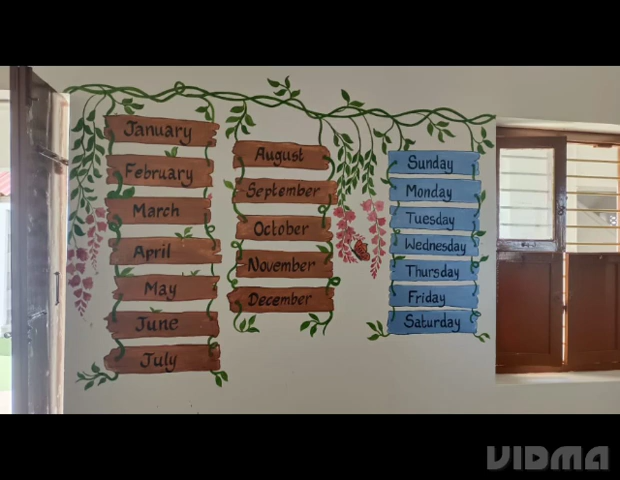 January
February
March
April
May
June
July
August
September
October
November
December
Sunday
Monday
Tuesday
Wednesday
Thursday
Friday
Saturday
VIDMA